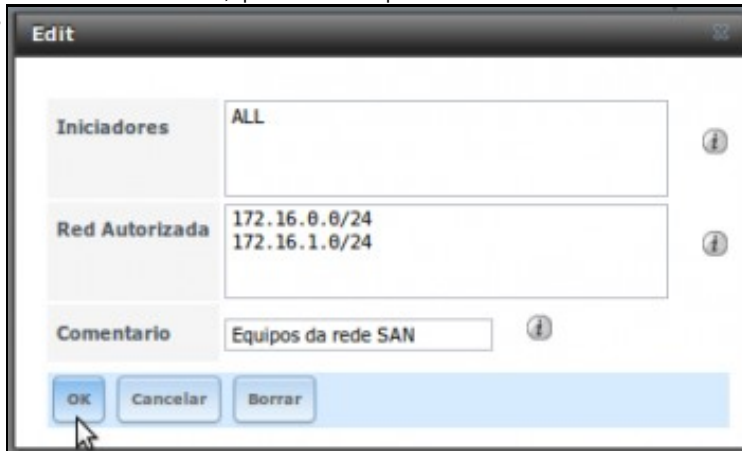 Edit
Iniciadores
ALL
Red Autorizada
172.16.0.0/24
172.16.1.0/24
Comentario
Equipos da rede SAN
OK
Cancelar
Borrar